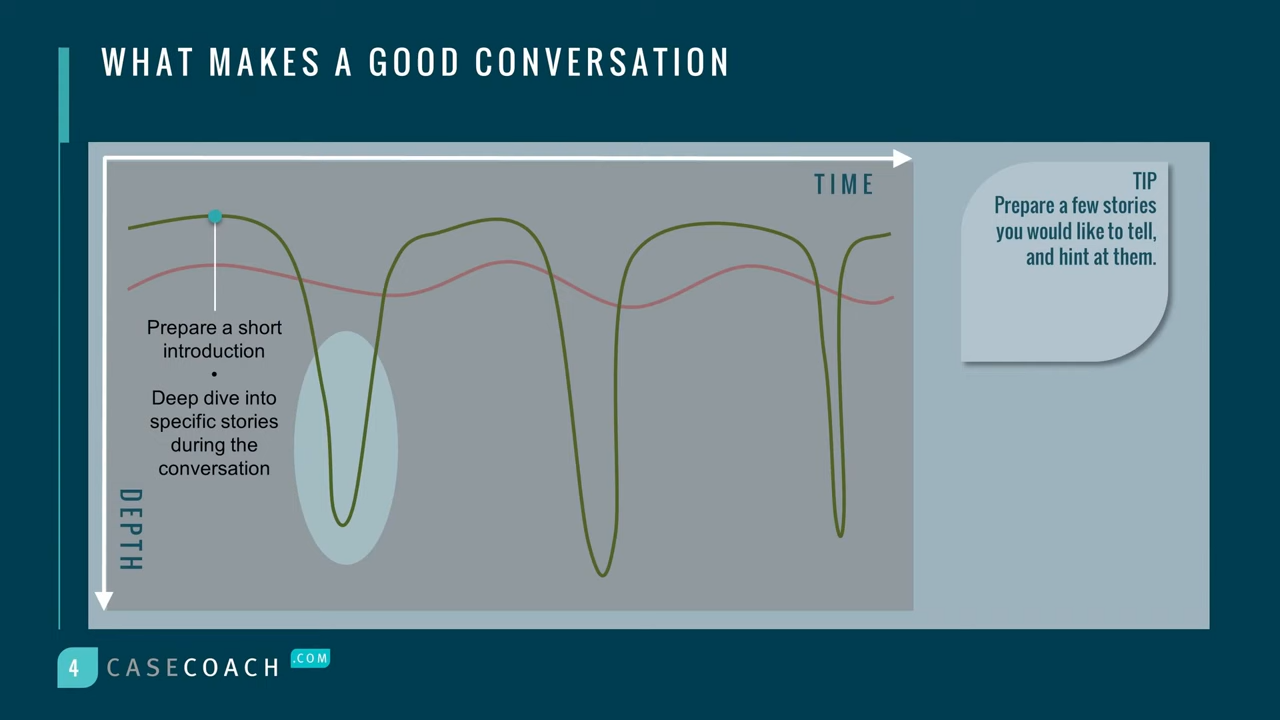 WHAT MAKES A GOOD CONVERSATION
TIME
TIP
Prepare a few stories
you would like to tell,
and hint at them.
Prepare a short
introduction
•
Deep dive into
specific stories
during the
conversation
DEPTH
4 CASECOACH .COM